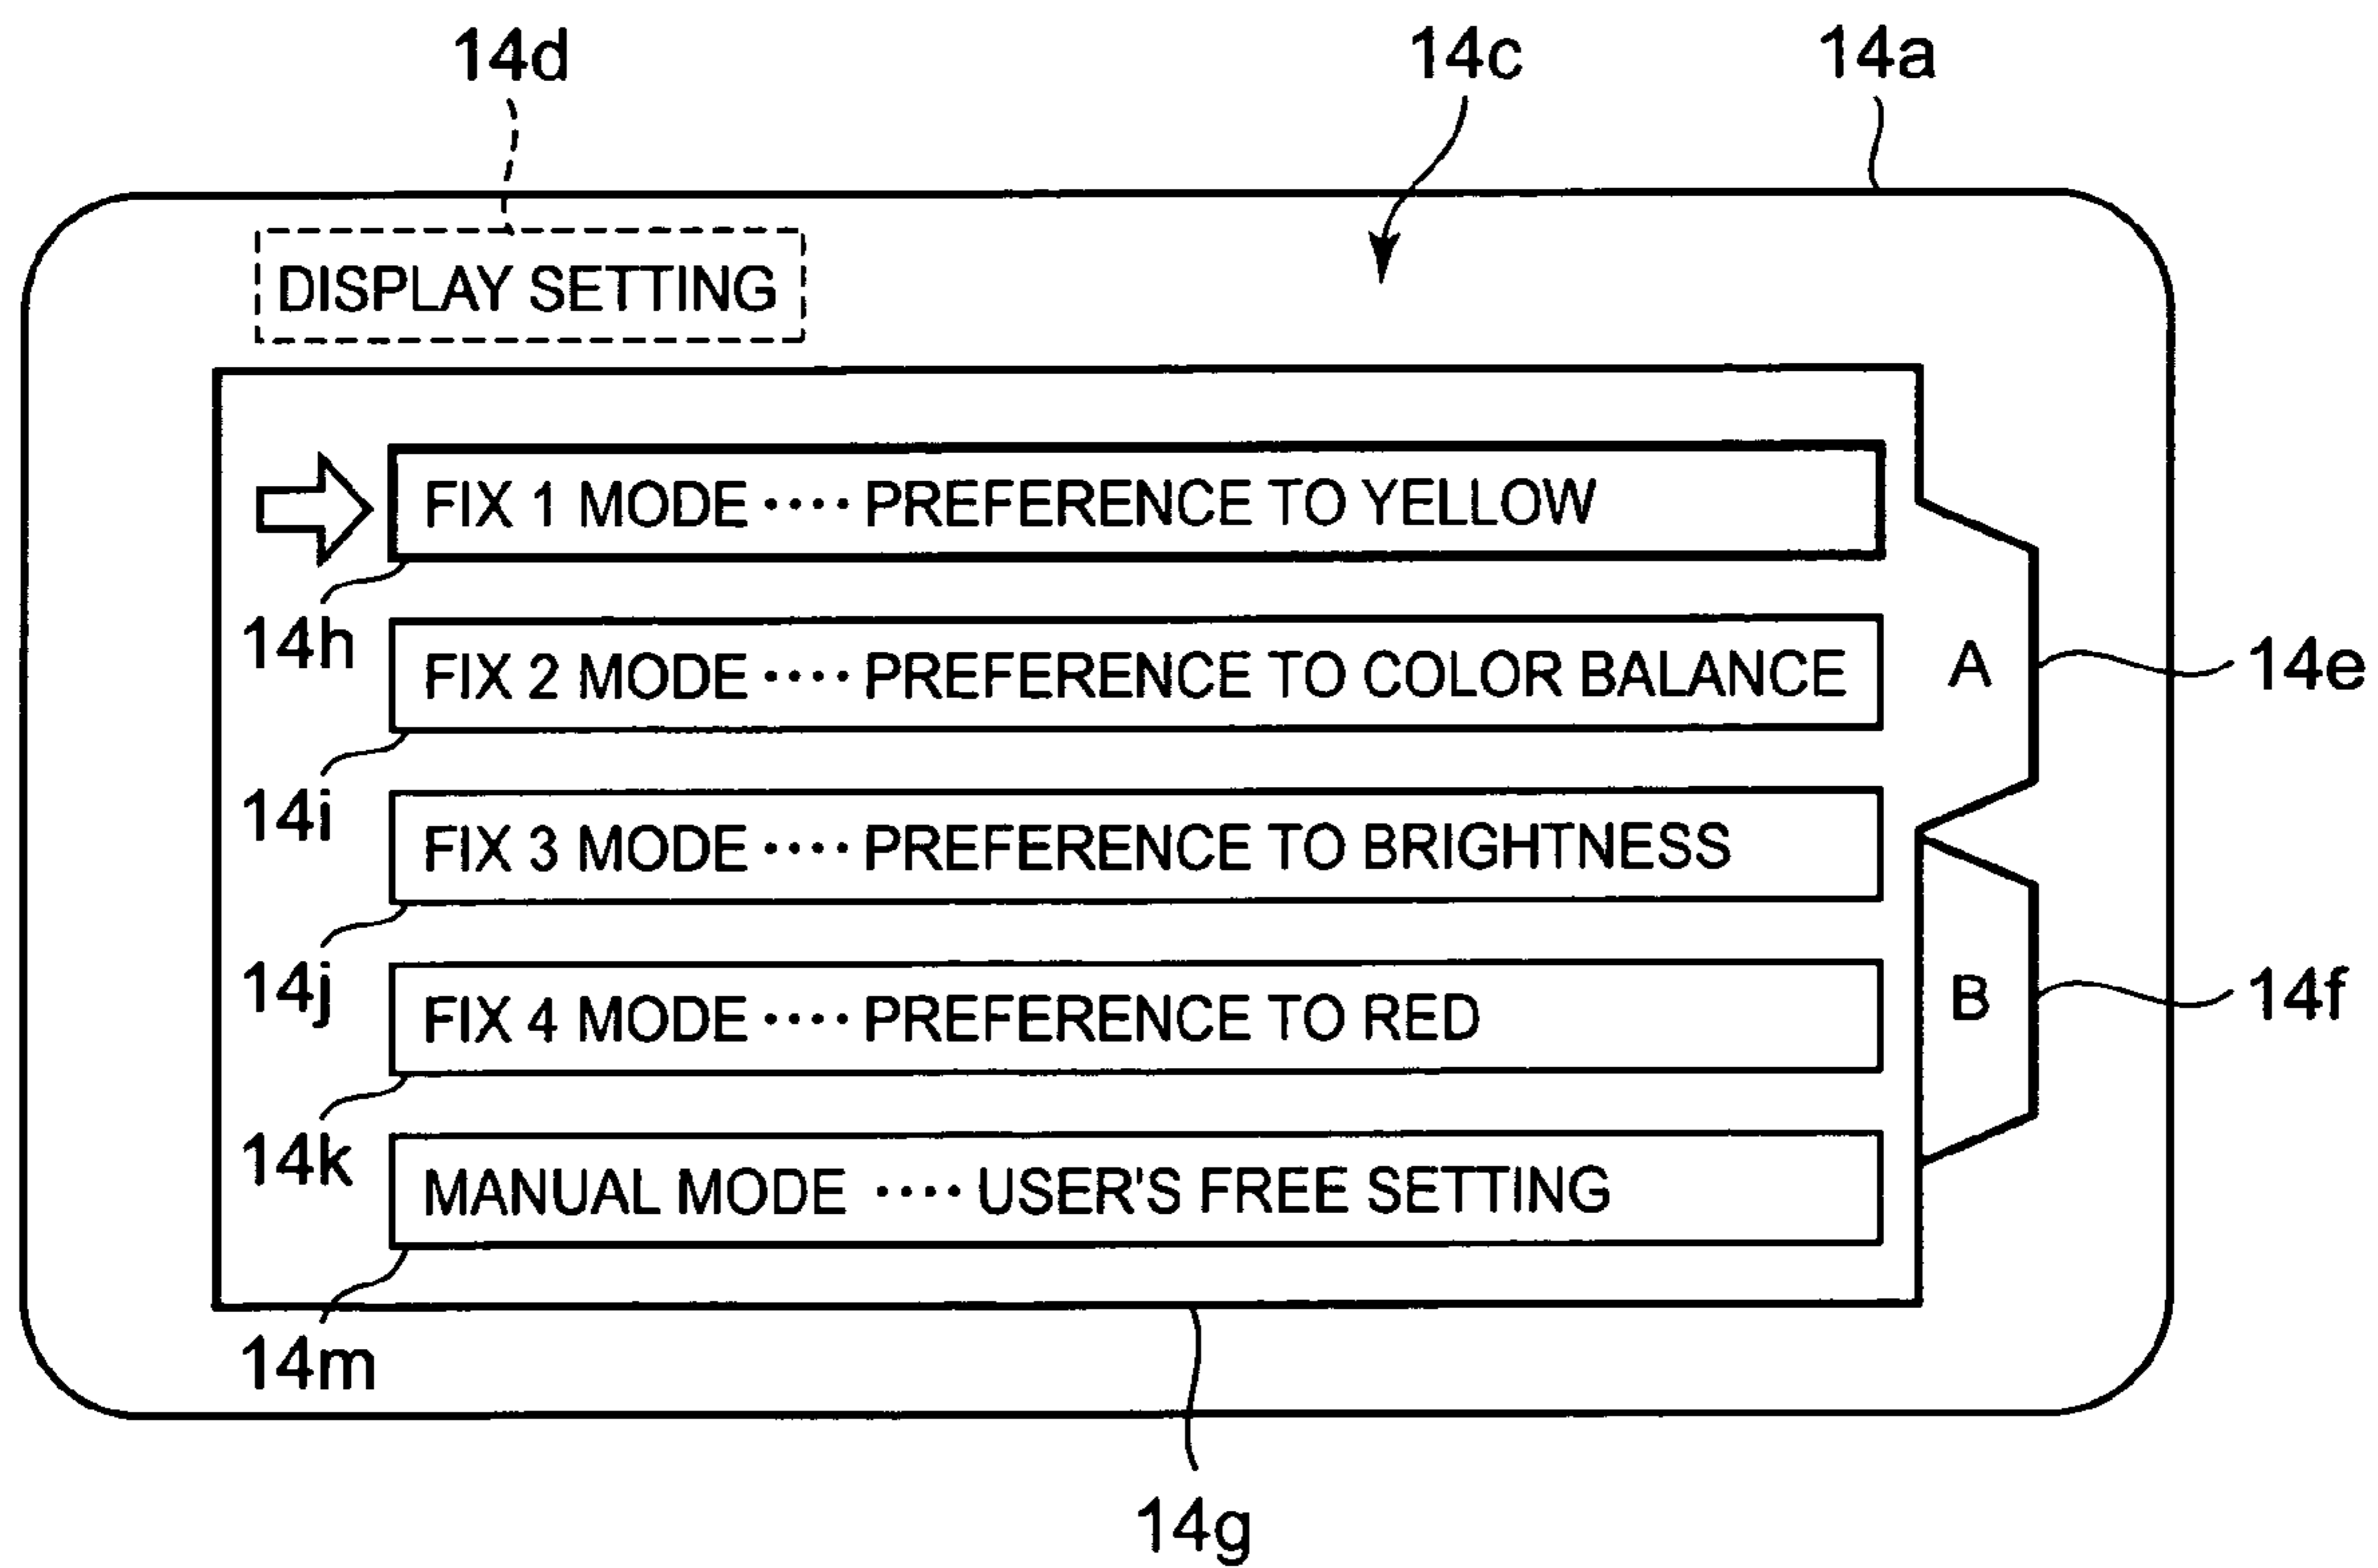 14d
14c
14a
DISPLAY SETTING
FIX 1 MODE ···· PREFERENCE TO YELLOW
14h
FIX 2 MODE ···· PREFERENCE TO COLOR BALANCE
A
14e
14i
FIX 3 MODE ···· PREFERENCE TO BRIGHTNESS
14j
FIX 4 MODE ···· PREFERENCE TO RED
B
14f
14k
MANUAL MODE ···· USER'S FREE SETTING
14m
14g